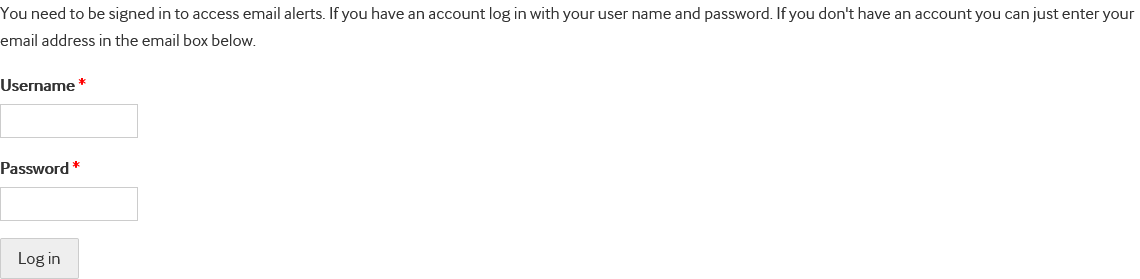 You need to be signed in to access email alerts. If you have an account log in with your user name and password. If you don't have an account you can just enter your
email address in the email box below.
Username *
Password *
Log in